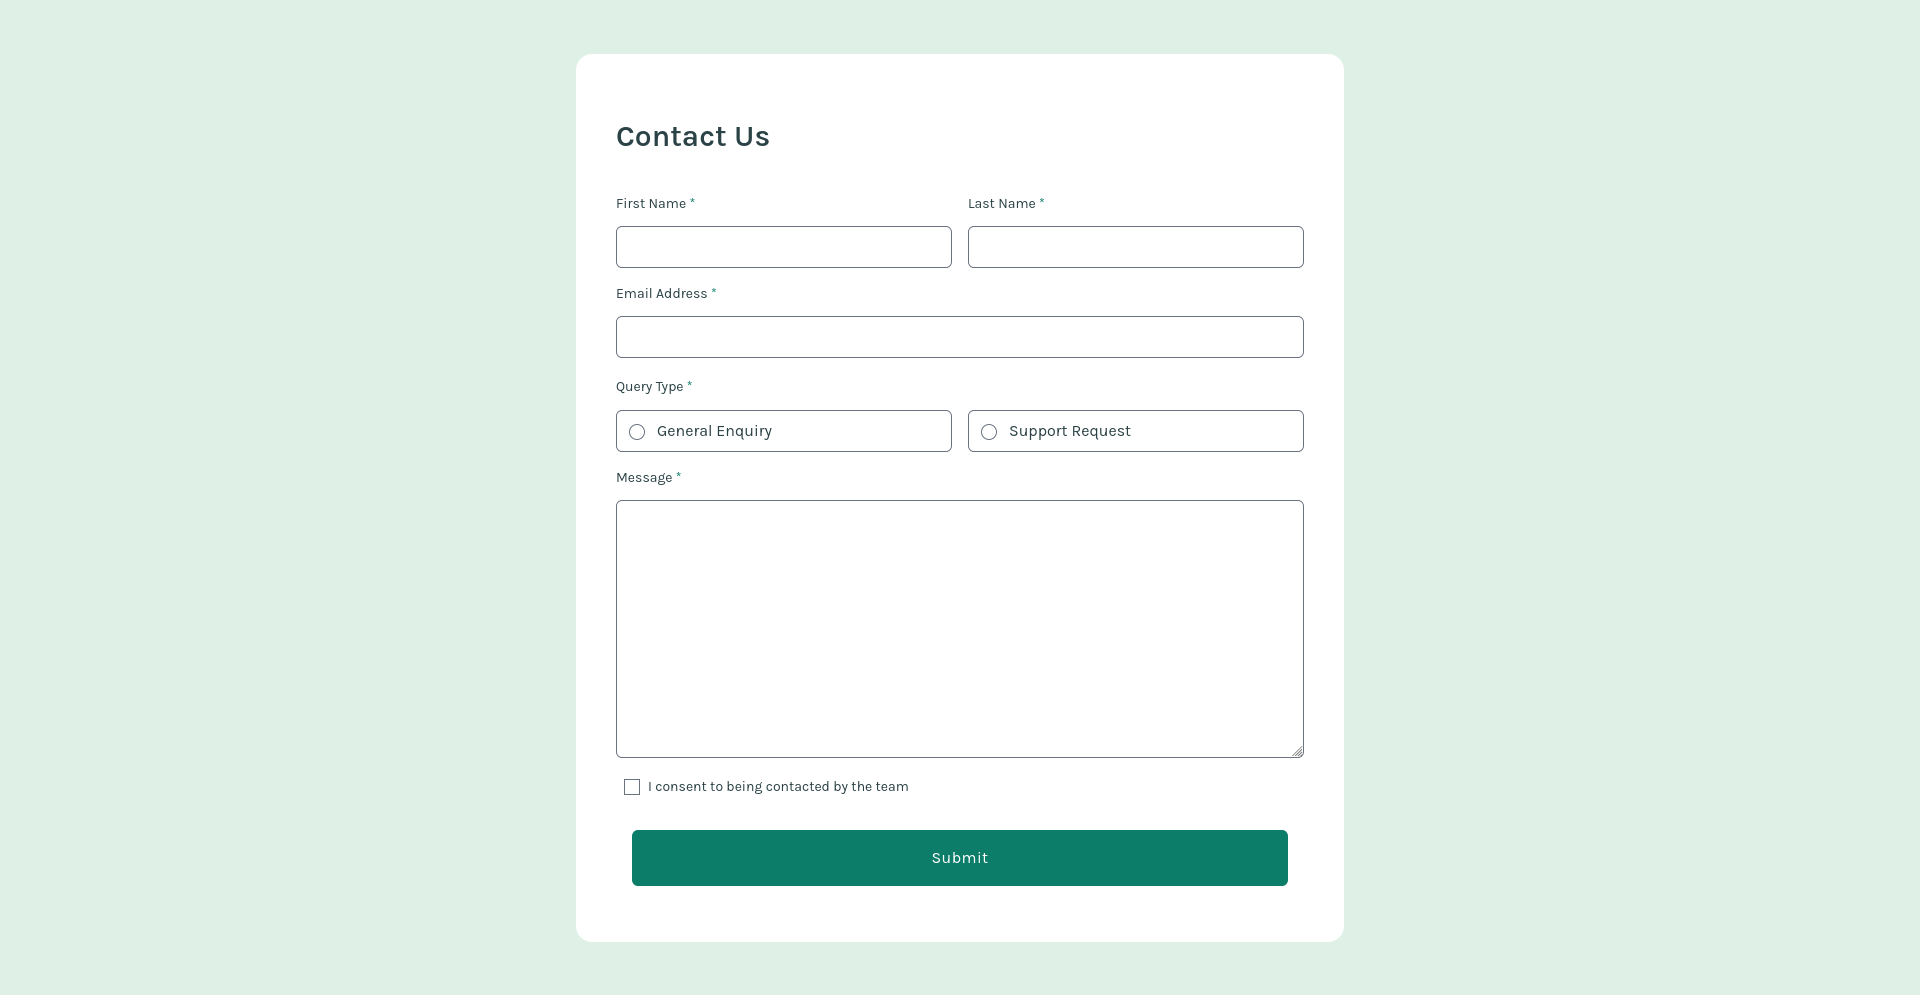 Contact Us
First Name * Last Name *
Email Address *
Query Type *
General Enquiry Support Request
Message *
I consent to being contacted by the team
Submit